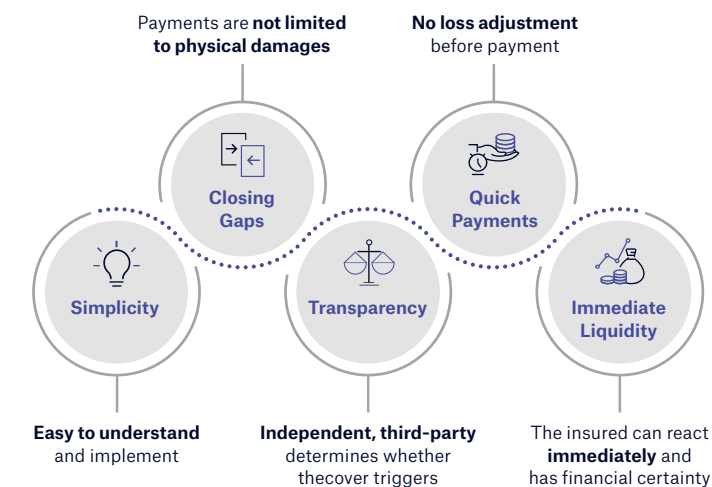 Payments are not limited
to physical damages
No loss adjustment
before payment
Closing
Gaps
Quick
Payments
Simplicity
Transparency
Immediate
Liquidity
Easy to understand
and implement
Independent, third-party
determines whether
thecover triggers
The insured can react
immediately and
has financial certainty